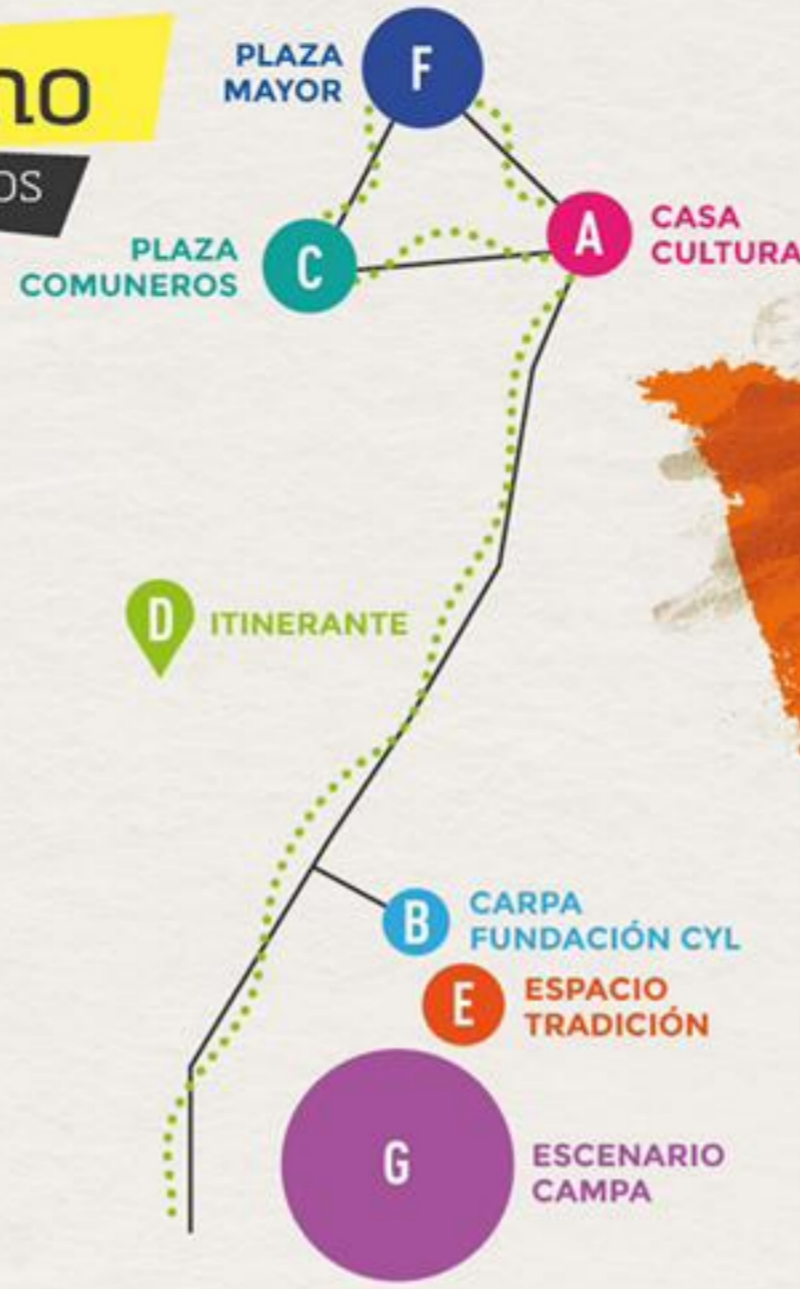 no
OS
PLAZA
MAYOR
F
PLAZA
COMUNEROS
C
A
CASA
CULTURA
D
ITINERANTE
B
CARPA
FUNDACIÓN CYL
E
ESPACIO
TRADICIÓN
G
ESCENARIO
CAMPA